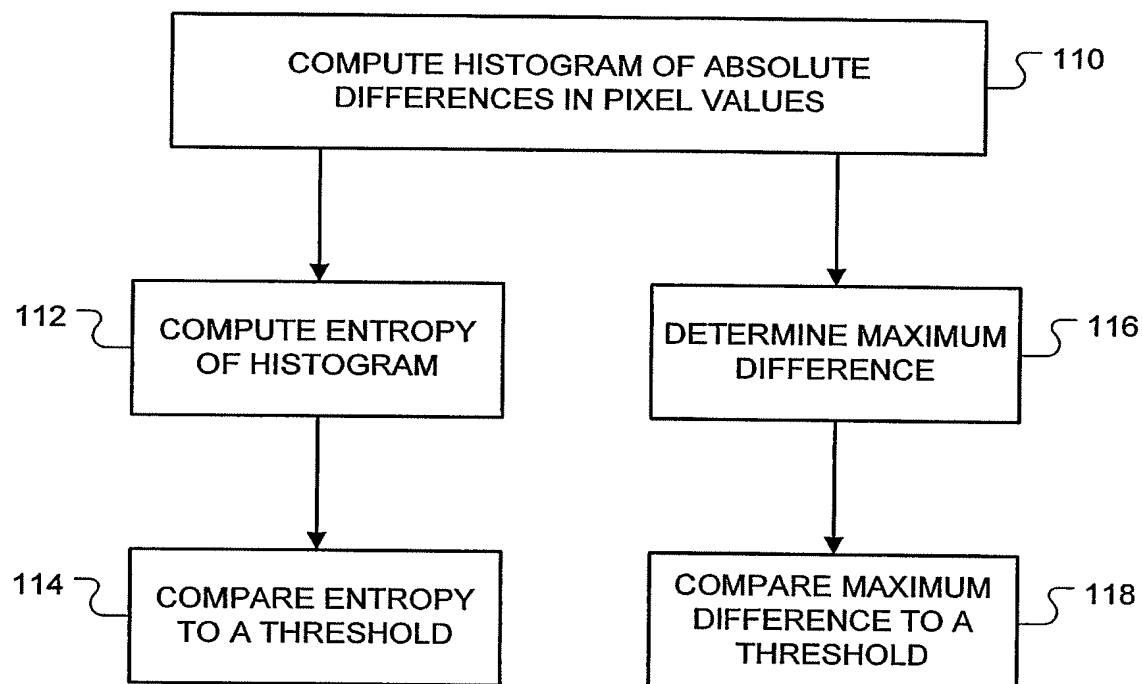 COMPUTE HISTOGRAM OF ABSOLUTE
DIFFERENCES IN PIXEL VALUES
110
112
COMPUTE ENTROPY
OF HISTOGRAM
DETERMINE MAXIMUM
DIFFERENCE
116
114
COMPARE ENTROPY
TO A THRESHOLD
COMPARE MAXIMUM
DIFFERENCE TO A
THRESHOLD
118